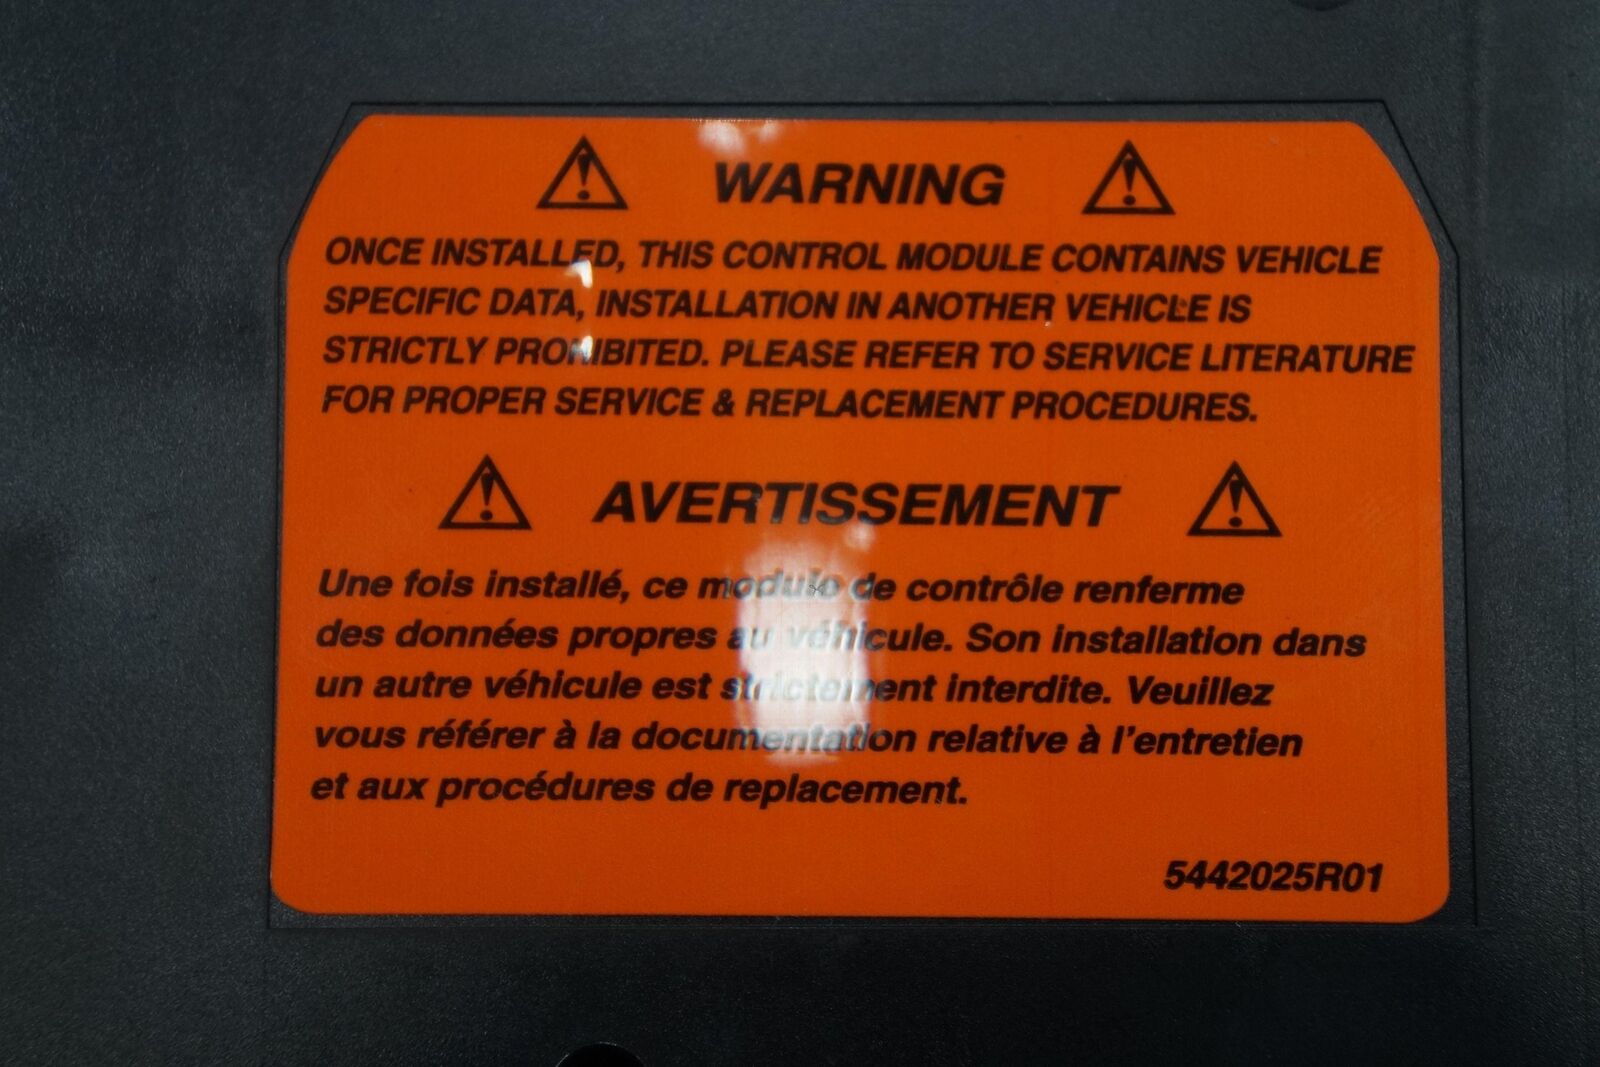 WARNING
ONCE INSTALLED, THIS CONTROL MODULE CONTAINS VEHICLE
SPECIFIC DATA, INSTALLATION IN ANOTHER VEHICLE IS
STRICTLY PROHIBITED. PLEASE REFER TO SERVICE LITERATURE
FOR PROPER SERVICE & REPLACEMENT PROCEDURES.
AVERTISSEMENT
Une fois installé, ce module de contrôle renferme
des données propres au véhicule. Son installation dans
un autre véhicule est strictement interdite. Veuillez
vous référer à la documentation relative à l'entretien
et aux procédures de replacement.
5442025R01